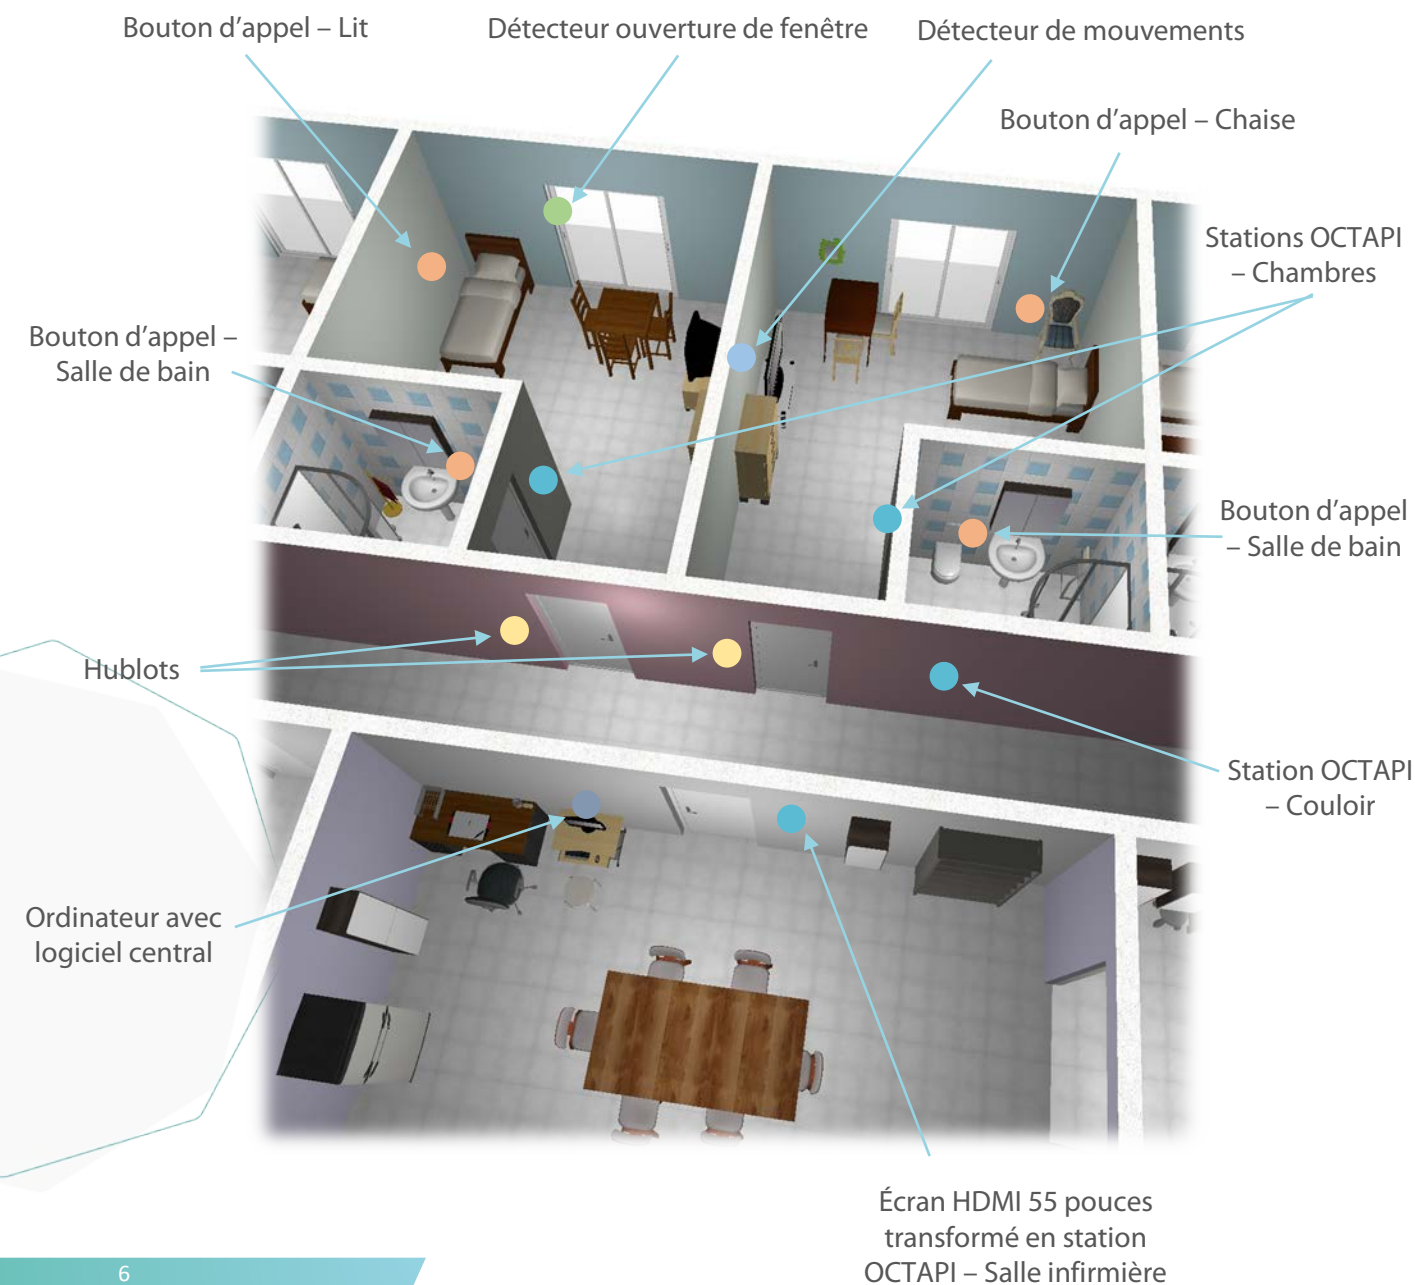 Bouton d’appel – Lit
Détecteur ouverture de fenêtre
Détecteur de mouvements
Bouton d’appel – Chaise
Stations OCTAPI
– Chambres
Bouton d’appel –
Salle de bain
Bouton d’appel
– Salle de bain
Hublots
Station OCTAPI
– Couloir
Ordinateur avec
logiciel central
Écran HDMI 55 pouces
transformé en station
OCTAPI – Salle infirmière
6